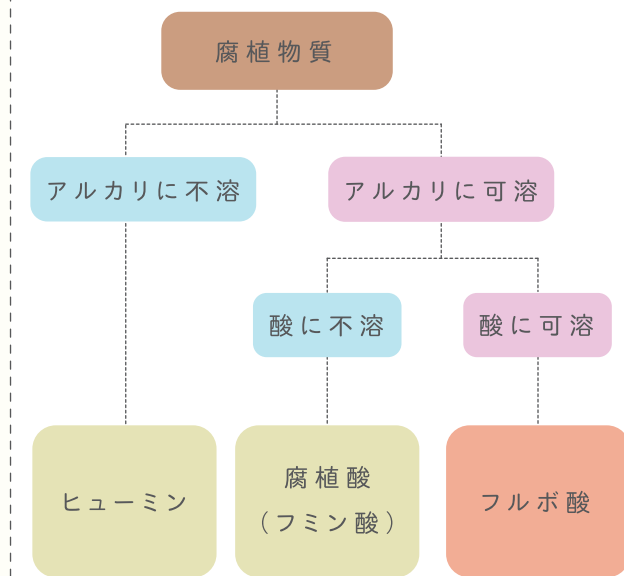 腐植物質
アルカリに不溶
アルカリに可溶
酸に不溶
酸に可溶
ヒューミン
腐植酸
(フミン酸)
フルボ酸